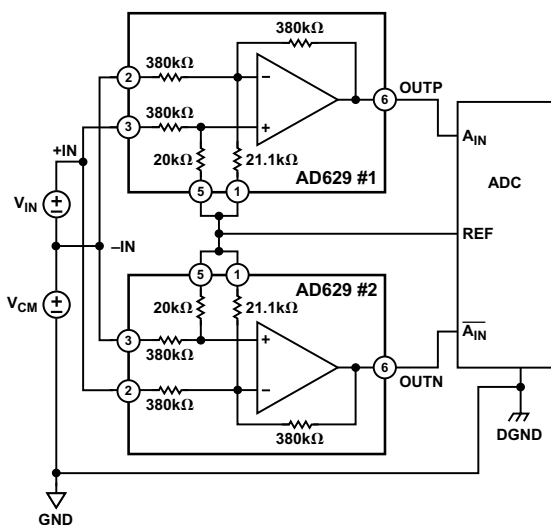 380kΩ
380kΩ
2
−
380kΩ
6
OUTP
3
+
+IN
20kΩ
21.1kΩ
AD629 #1
5
1
A_IN
ADC
V_IN
−IN
REF
V_CM
5
1
AD629 #2
20kΩ
21.1kΩ
3
+
380kΩ
6
OUTN
A̅_I̅N̅
2
−
380kΩ
380kΩ
DGND
GND